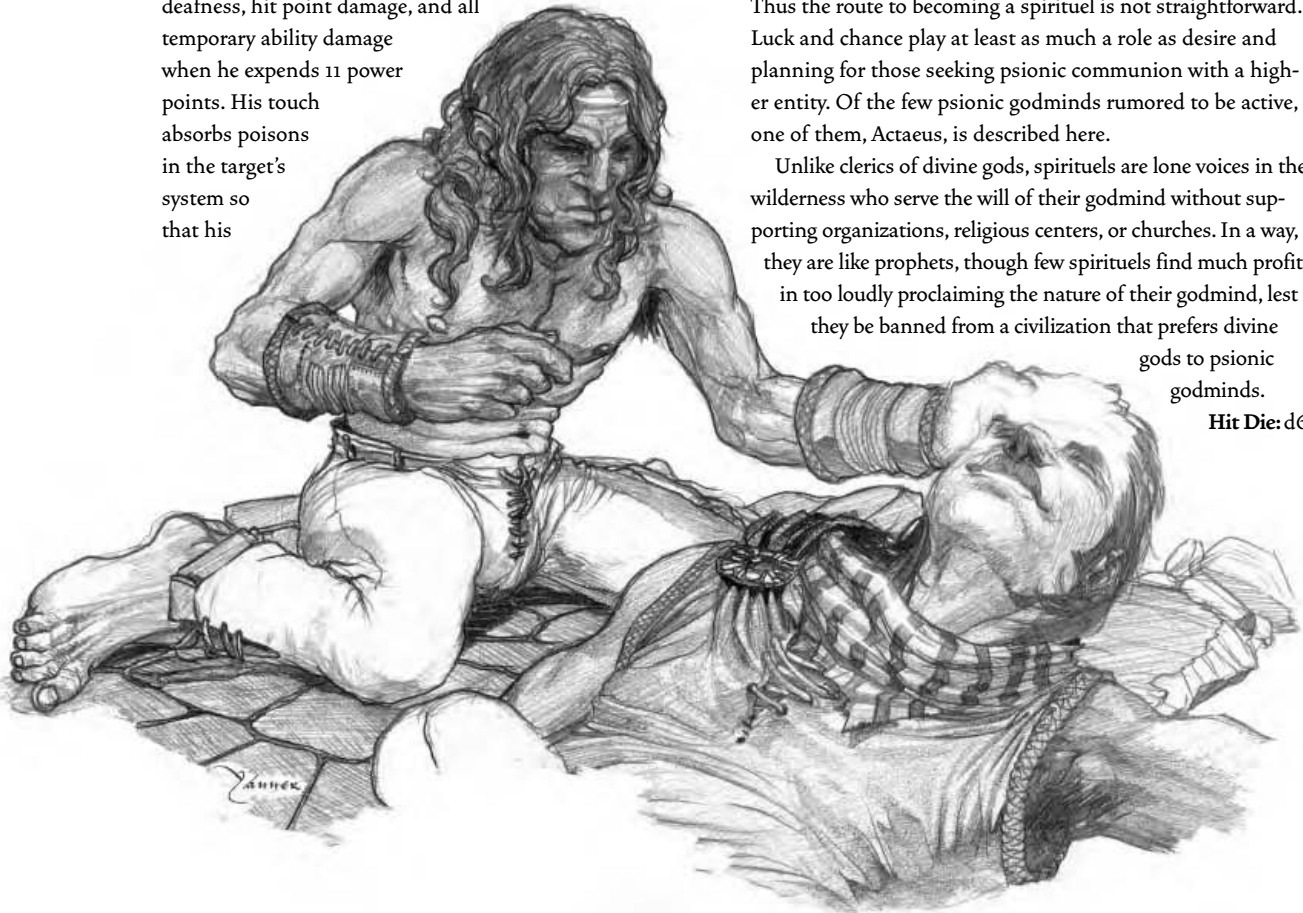 deafness, hit point damage, and all
temporary ability damage
when he expends 11 power
points. His touch
absorbs poisons
in the target's
system so
that his
Thus the route to becoming a spirituel is not straightforward.
Luck and chance play at least as much a role as desire and
planning for those seeking psionic communion with a high-
er entity. Of the few psionic godminds rumored to be active,
one of them, Actaeus, is described here.
Unlike clerics of divine gods, spirituels are lone voices in the
wilderness who serve the will of their godmind without sup-
porting organizations, religious centers, or churches. In a way,
they are like prophets, though few spirituels find much profit
in too loudly proclaiming the nature of their godmind, lest
they be banned from a civilization that prefers divine
gods to psionic
godminds.
Hit Die: d6